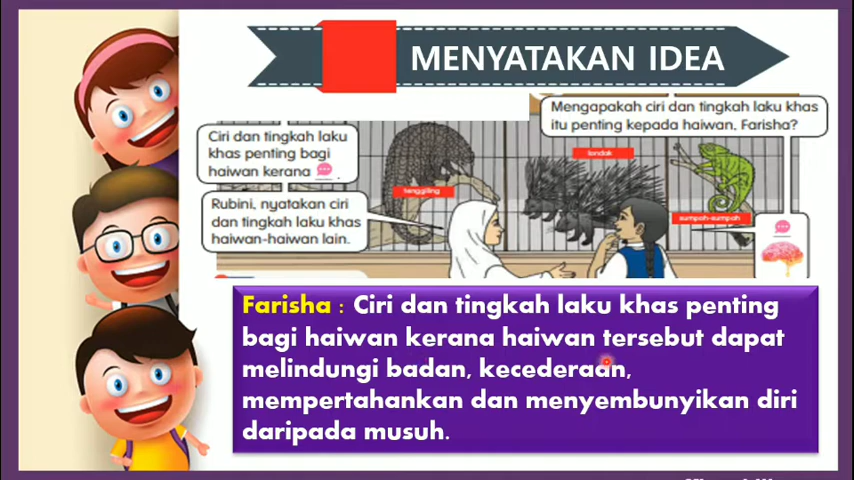 MENYATAKAN IDEA
Mengapakah ciri dan tingkah laku khas
itu penting kepada haiwan, Farisha?
Ciri dan tingkah laku
khas penting bagi
haiwan kerana
tenggiling
landak
sumpah-sumpah
Rubini, nyatakan ciri
dan tingkah laku khas
haiwan-haiwan lain.
Farisha : Ciri dan tingkah laku khas penting
bagi haiwan kerana haiwan tersebut dapat
melindungi badan, kecederaan,
mempertahankan dan menyembunyikan diri
daripada musuh.